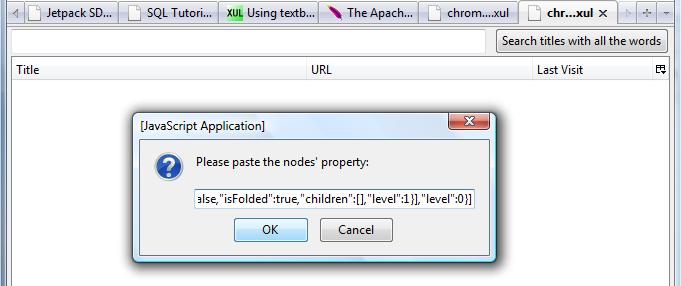 Jetpack SD... SQL Tutori... XUL Using textb... The Apach... chrom....xul chr...xul
Search titles with all the words
Title URL Last Visit
[JavaScript Application]
Please paste the nodes' property:
alse,"isFolded":true,"children":[],"level":1}],"level":0}]
OK Cancel